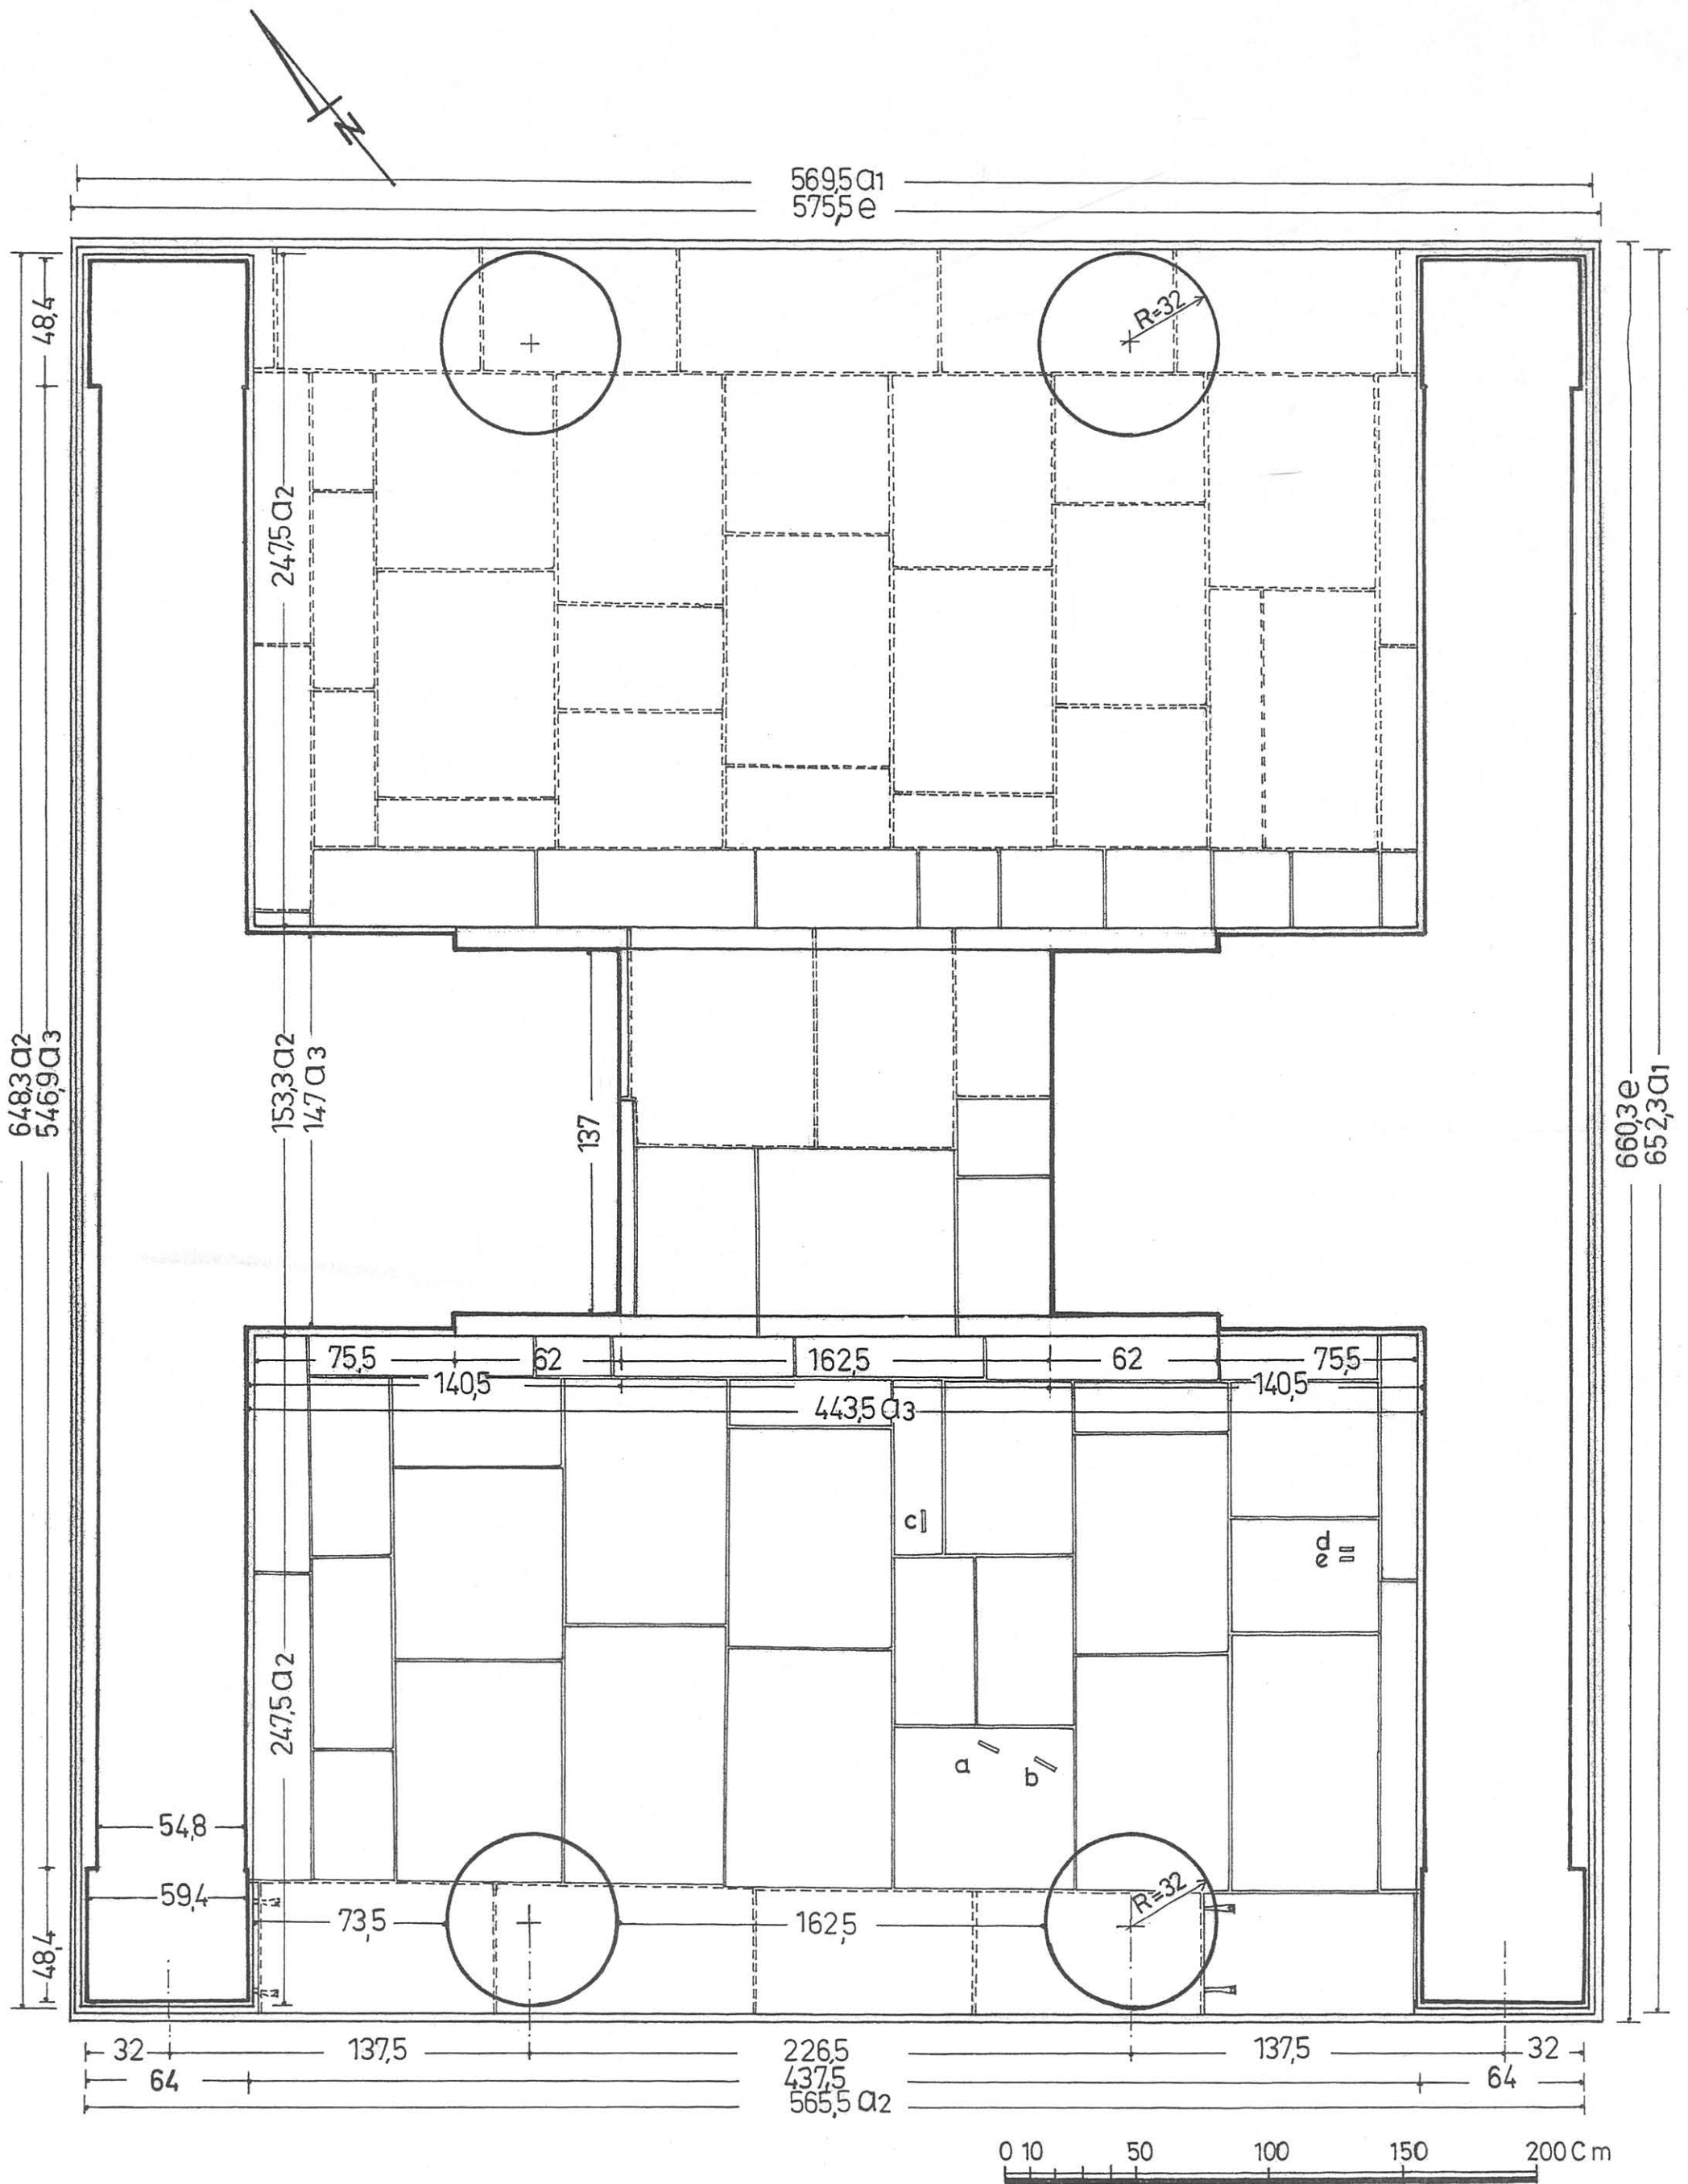 N
569,5 a1
575,5 e
48,4
R=32
247,5 a2
648,3 a2
546,9 a3
153,3 a2
147 a3
137
660,3 e
652,3 a1
75,5 62 162,5 62 75,5
140,5 140,5
443,5 a3
c
d
e
247,5 a2
a b
54,8
59,4
R=32
73,5 162,5
48,4
32 137,5 226,5 137,5 32
64 437,5 64
565,5 a2
0 10 50 100 150 200 Cm